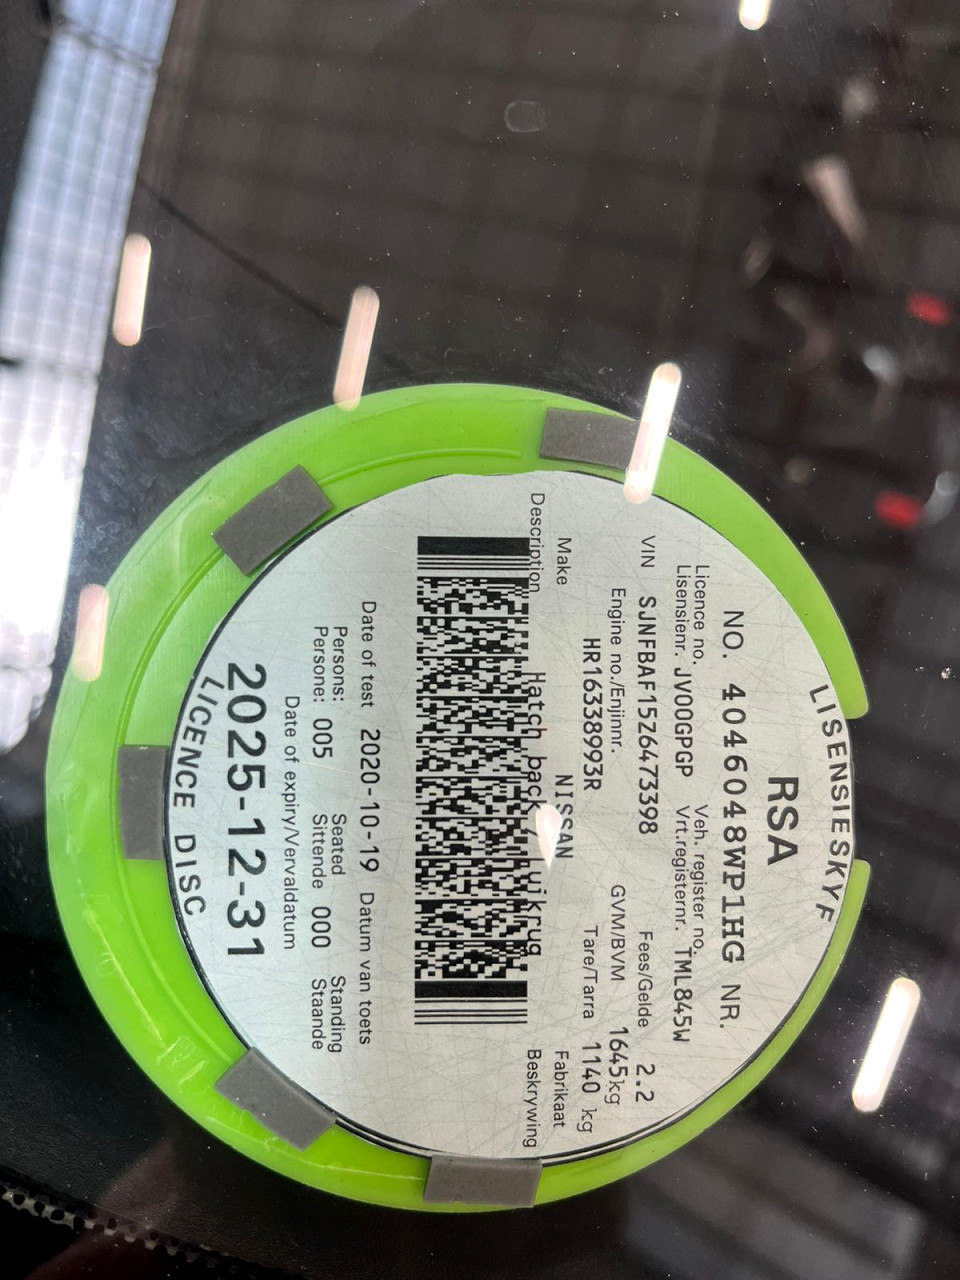 LISENSIESKYF
RSA
NO. 4046048WP1HG NR.
Licence no. Veh. register no.
Lisensienr. JV00GPGP Vrt.registernr. TML845W
VIN SJNFBAF15Z6473398 Fees/Gelde 2.2
Engine no./Enjinnr. GVM/BVM 1645kg
HR16338993R Tare/Tarra 1140 kg
Make NISSAN Fabrikaat
Description Hatch back / Luikrug Beskrywing
Date of test 2020-10-19 Datum van toets
Persons: Seated Standing
Persone: 005 Sittende 000 Staande
Date of expiry/Vervaldatum
2025-12-31
LICENCE DISC